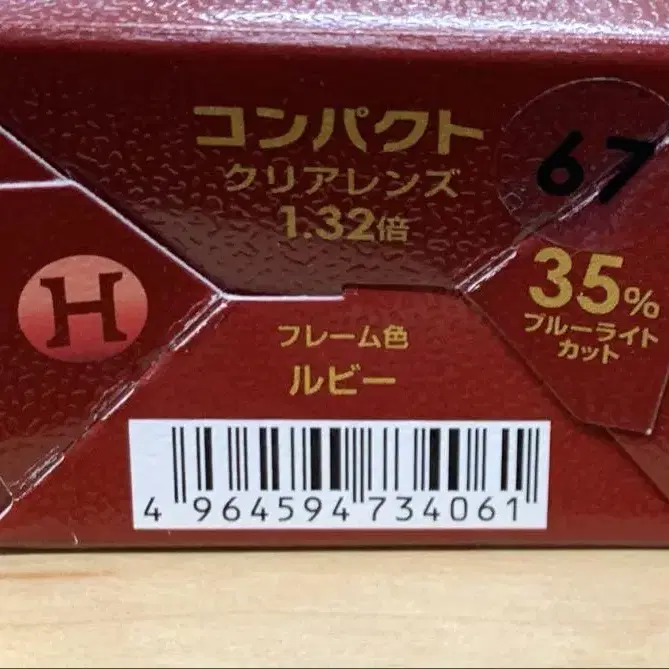 コンパクト
クリアレンズ
1.32倍
67
35%
ブルーライト
カット
H
フレーム色
ルビー
4 964594 734061